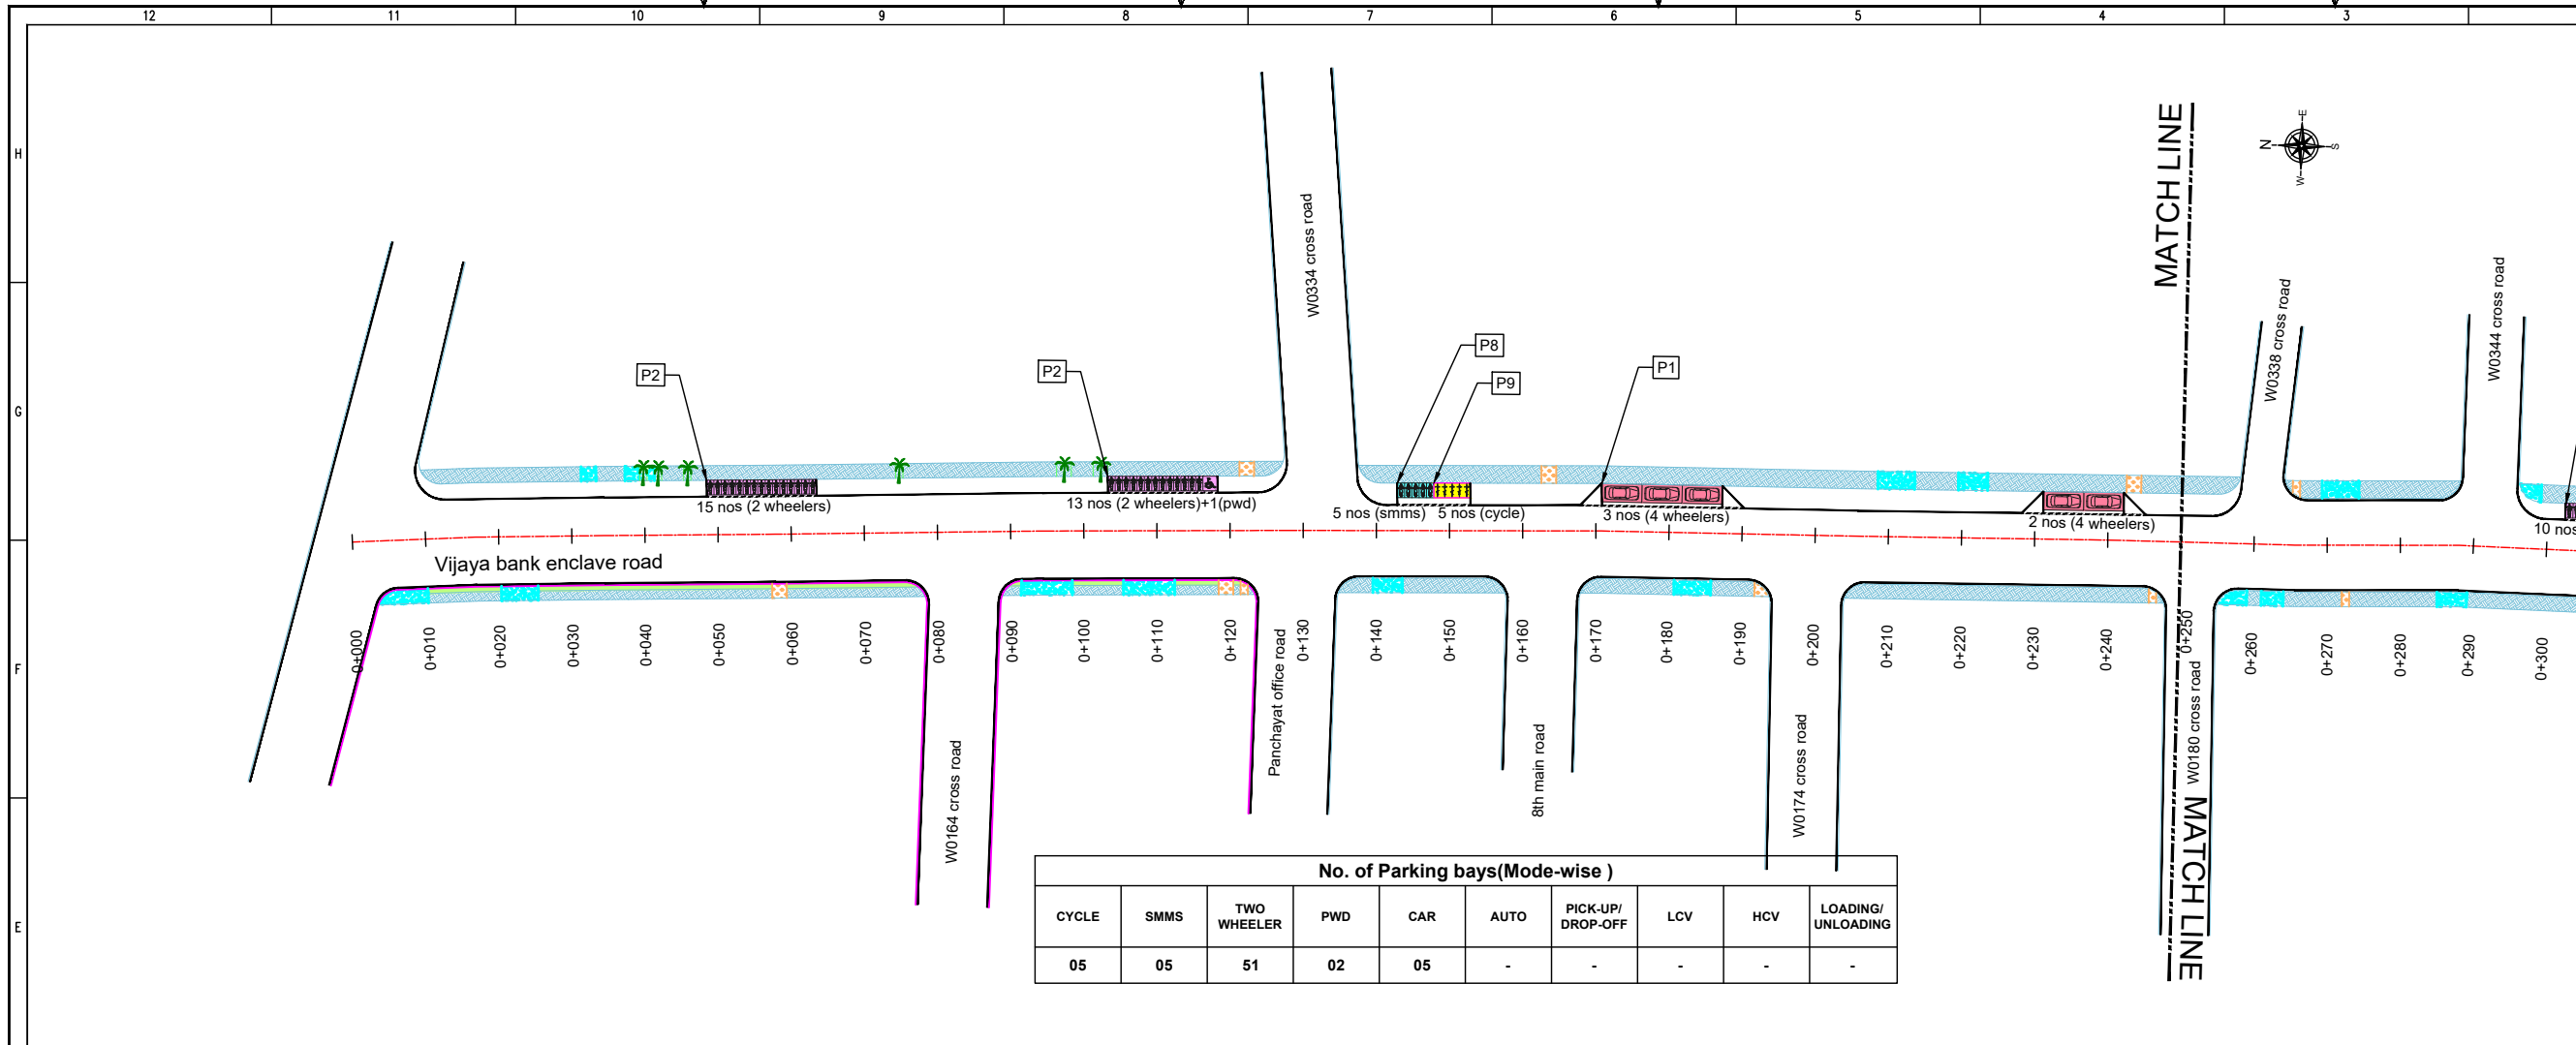 12 11 10 9 8 7 6 5 4 3
H
G
F
E
MATCH LINE
N E S W
W0334 cross road
W0338 cross road
W0344 cross road
P2
P2
P8
P9
P1
15 nos (2 wheelers)
13 nos (2 wheelers)+1(pwd)
5 nos (smms)
5 nos (cycle)
3 nos (4 wheelers)
2 nos (4 wheelers)
10 nos
Vijaya bank enclave road
0+000 0+010 0+020 0+030 0+040 0+050 0+060 0+070 0+080 0+090 0+100 0+110 0+120 0+130 0+140 0+150 0+160 0+170 0+180 0+190 0+200 0+210 0+220 0+230 0+240 0+250 0+260 0+270 0+280 0+290 0+300
W0164 cross road
Panchayat office road
8th main road
W0174 cross road
W0180 cross road
MATCH LINE
No. of Parking bays(Mode-wise )
CYCLE SMMS TWO WHEELER PWD CAR AUTO PICK-UP/ DROP-OFF LCV HCV LOADING/ UNLOADING
05 05 51 02 05 - - - - -